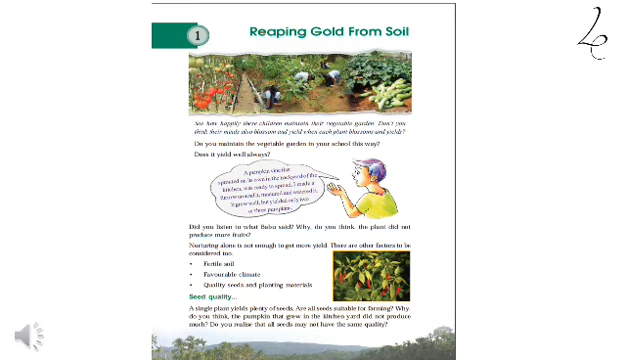 1
Reaping Gold From Soil
See how happily these children maintain their vegetable garden. Don't you
think their minds also blossom and yield when each plant blossoms and yields?
Do you maintain the vegetable garden in your school this way?
Does it yield well always?
A pumpkin vine that
sprouted on its own in the backyard of the
kitchen, was ready to spread. I made a
furrow around it, manured and watered it.
It grew well, but yielded only two
or three pumpkins.
Did you listen to what Babu said? Why, do you think, the plant did not
produce more fruits?
Nurturing alone is not enough to get more yield. There are other factors to be
considered too.
• Fertile soil
• Favourable climate
• Quality seeds and planting materials
Seed quality...
A single plant yields plenty of seeds. Are all seeds suitable for farming? Why
do you think, the pumpkin that grew in the kitchen yard did not produce
much? Do you realise that all seeds may not have the same quality?